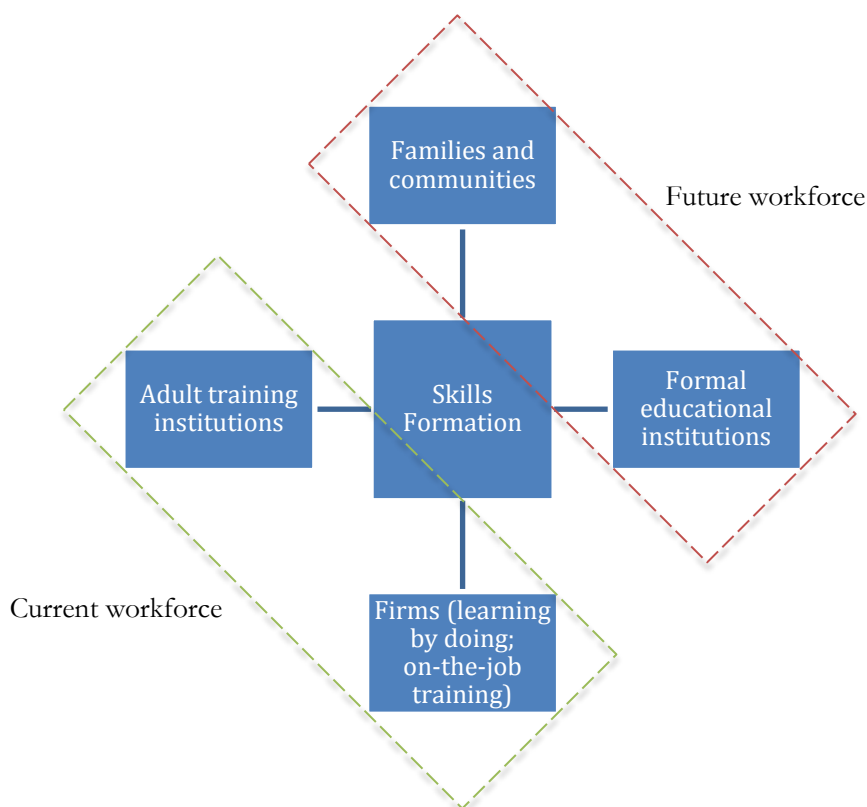 Families and
communities
Future workforce
Adult training
institutions
Skills
Formation
Formal
educational
institutions
Current workforce
Firms (learning
by doing;
on-the-job
training)